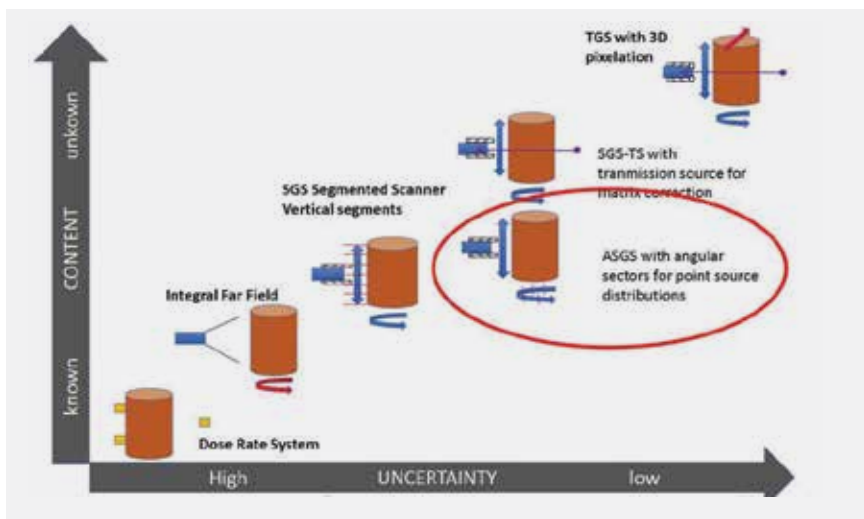 TGS with 3D
pixelation
unkown
SGS-TS with
tranmission source for
matrix correction
SGS Segmented Scanner
Vertical segments
CONTENT
ASGS with angular
sectors for point source
distributions
Integral Far Field
known
Dose Rate System
High UNCERTAINTY low